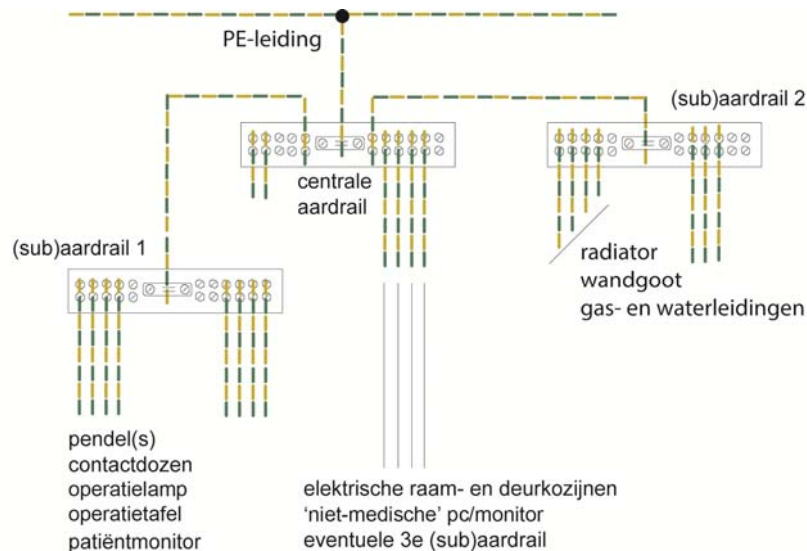 PE-leiding
(sub)aardrail 2
centrale
aardrail
(sub)aardrail 1
radiator
wandgoot
gas- en waterleidingen
pendel(s)
contactdozen
operatielamp
operatietafel
patiëntmonitor
elektrische raam- en deurkozijnen
‘niet-medische’ pc/monitor
eventuele 3e (sub)aardrail